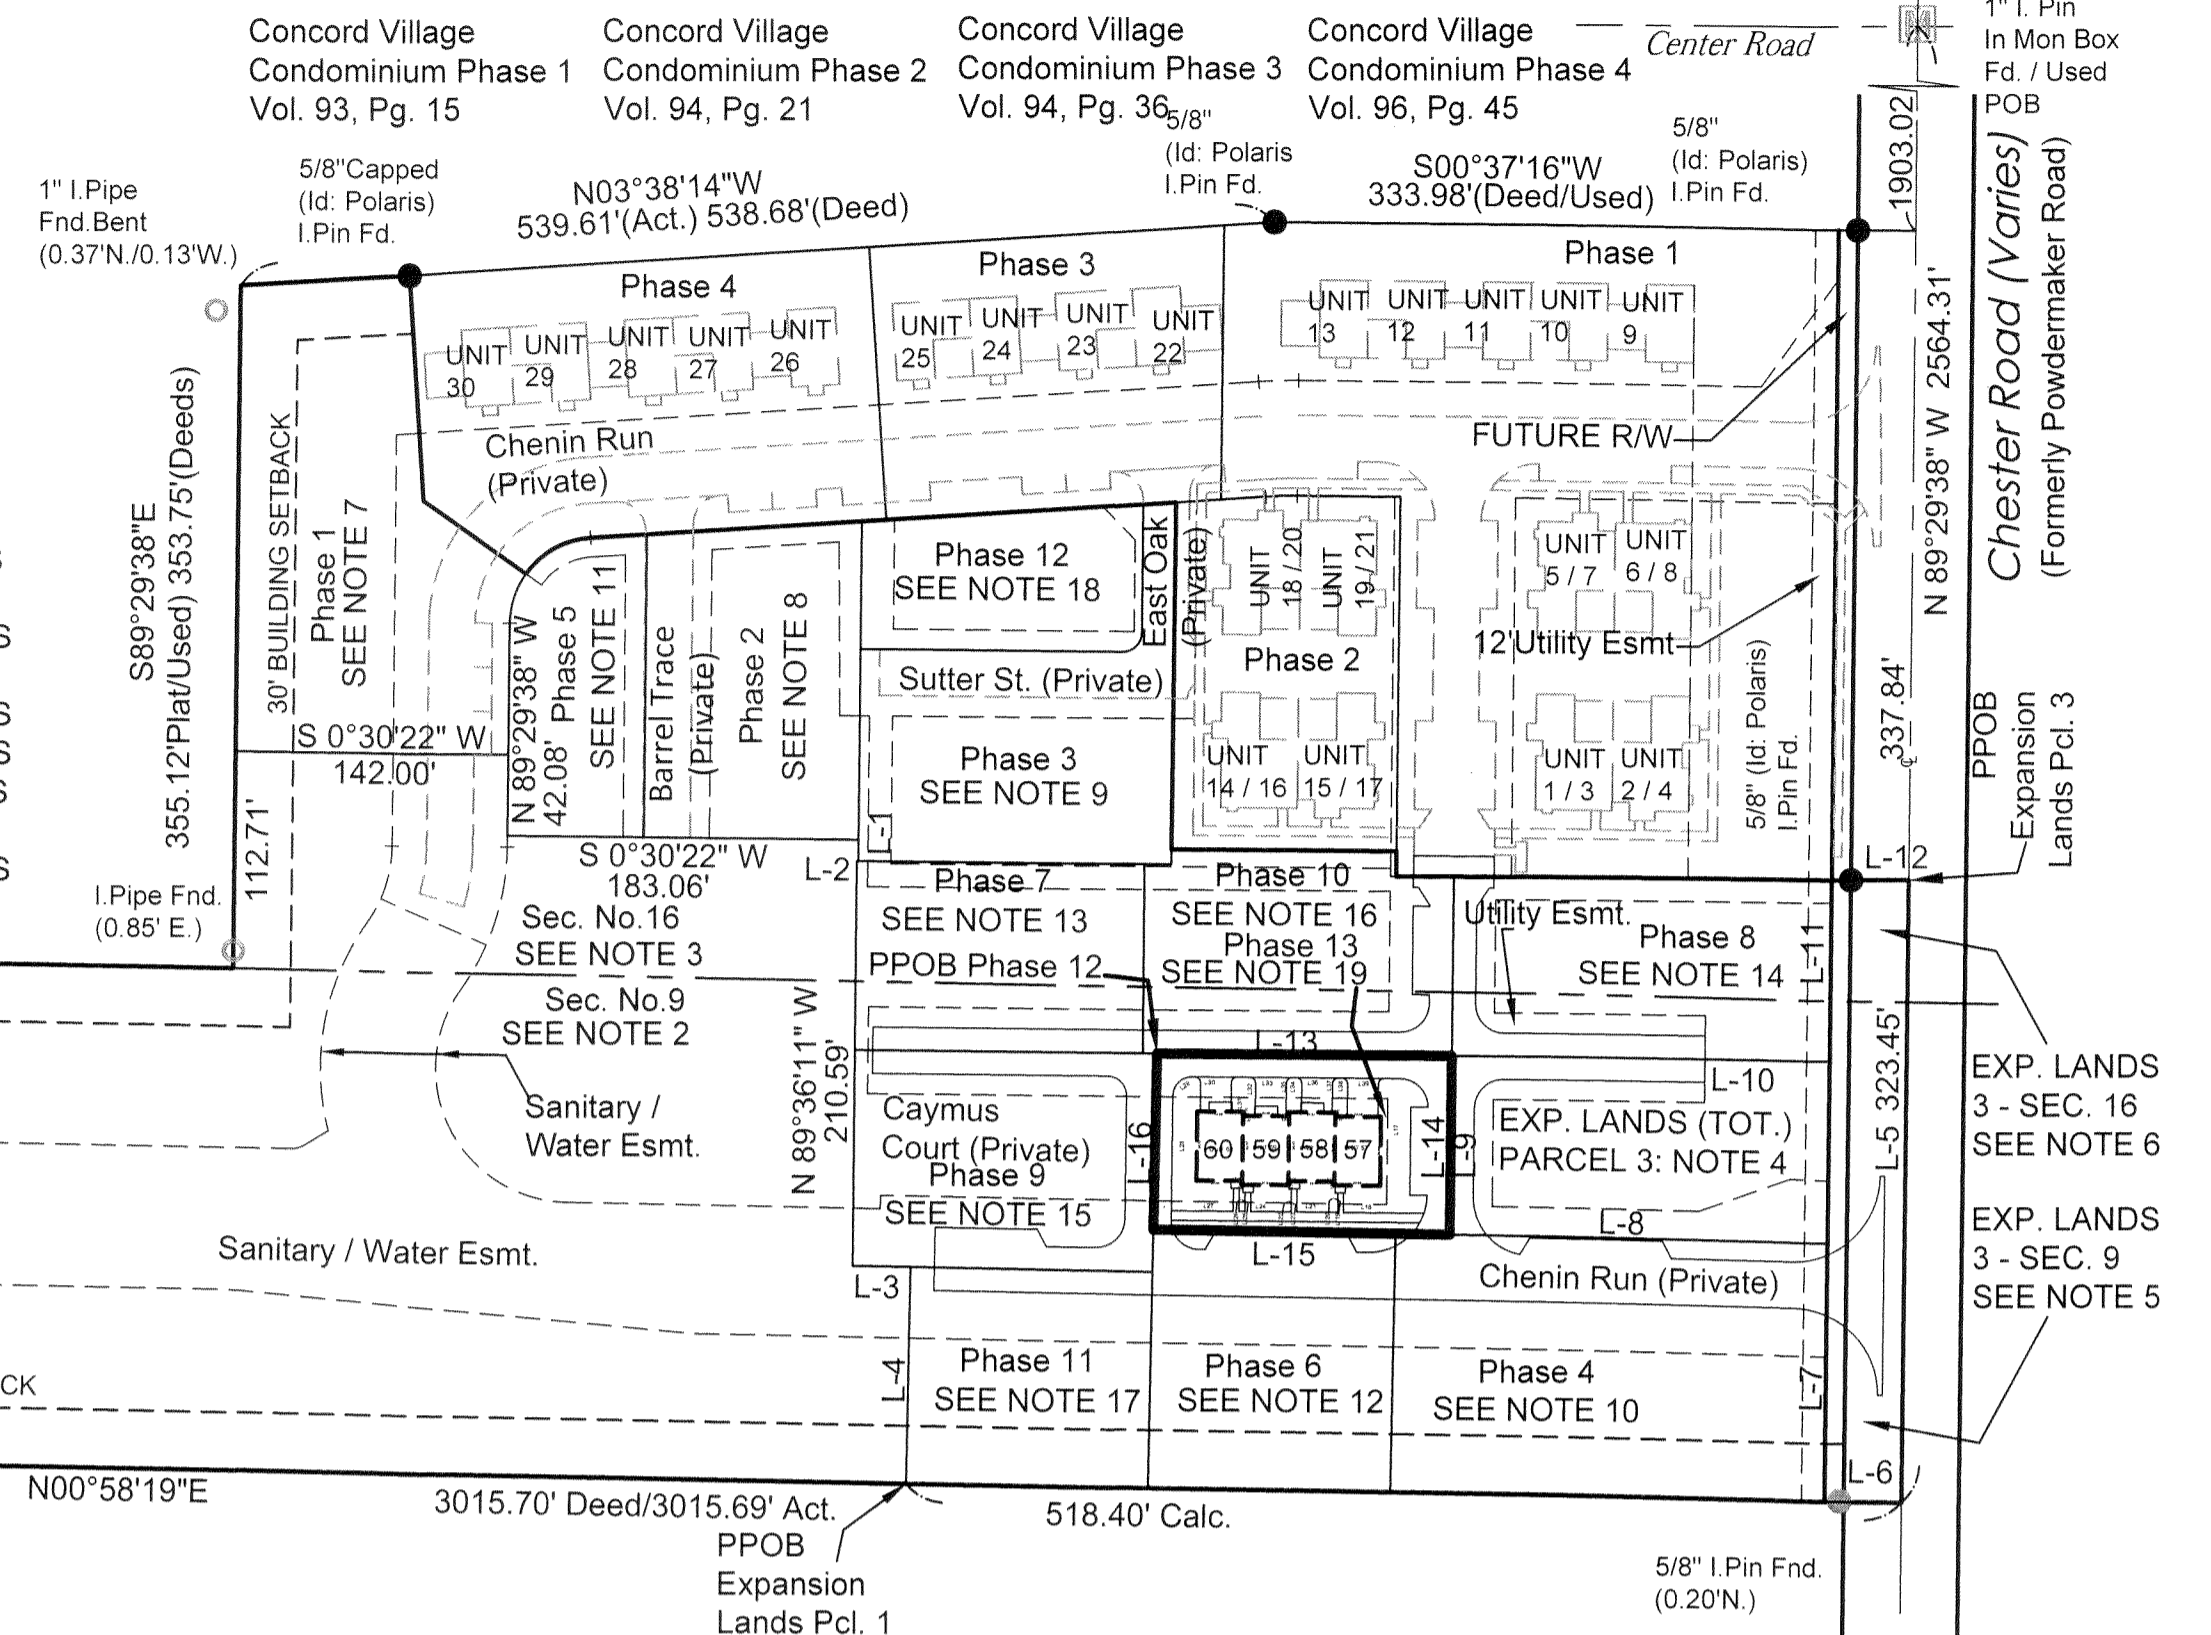 Concord Village
Condominium Phase 1
Vol. 93, Pg. 15
Concord Village
Condominium Phase 2
Vol. 94, Pg. 21
Concord Village
Condominium Phase 3
Vol. 94, Pg. 36
Concord Village
Condominium Phase 4
Vol. 96, Pg. 45
Center Road
1" I. Pin
In Mon Box
Fd. / Used
POB
1" I.Pipe
Fnd.Bent
(0.37'N./0.13'W.)
5/8"Capped
(Id: Polaris)
I.Pin Fd.
N03°38'14"W
539.61'(Act.) 538.68'(Deed)
5/8"
(Id: Polaris
I.Pin Fd.
S00°37'16"W
333.98'(Deed/Used)
5/8"
(Id: Polaris)
I.Pin Fd.
1903.02
Chester Road (Varies)
(Formerly Powdermaker Road)
N 89°29'38" W 2564.31'
Phase 4
Phase 3
Phase 1
UNIT
30
UNIT
29
UNIT
28
UNIT
27
UNIT
26
UNIT
25
UNIT
24
UNIT
23
UNIT
22
UNIT
13
UNIT
12
UNIT
11
UNIT
10
UNIT
9
Chenin Run
(Private)
FUTURE R/W
S89°29'38"E
355.12'Plat/Used) 353.75'(Deeds)
30' BUILDING SETBACK
Phase 1
SEE NOTE 7
N 89°29'38" W
42.08'
Phase 5
SEE NOTE 11
Barrel Trace
(Private)
Phase 2
SEE NOTE 8
Phase 12
SEE NOTE 18
East Oak
(Private)
UNIT
18 / 20
UNIT
19 / 21
UNIT
5 / 7
UNIT
6 / 8
12'Utility Esmt
Phase 2
Sutter St. (Private)
5/8" (Id: Polaris)
I.Pin Fd.
337.84'
PPOB
Expansion
Lands Pcl. 3
S 0°30'22" W
142.00'
112.71'
Phase 3
SEE NOTE 9
UNIT
14 / 16
UNIT
15 / 17
UNIT
1 / 3
UNIT
2 / 4
L-1
S 0°30'22" W
183.06'
L-2
L-12
I.Pipe Fnd.
(0.85' E.)
Sec. No.16
SEE NOTE 3
Phase 7
SEE NOTE 13
Phase 10
SEE NOTE 16
Phase 13
SEE NOTE 19
Utility Esmt.
Phase 8
SEE NOTE 14
L-11
PPOB Phase 12
Sec. No.9
SEE NOTE 2
N 89°36'11" W
210.59'
L-13
L-10
L-5 323.45'
EXP. LANDS
3 - SEC. 16
SEE NOTE 6
Sanitary /
Water Esmt.
Caymus
Court (Private)
Phase 9
SEE NOTE 15
L-16
60
59
58
57
L-14
L-9
EXP. LANDS (TOT.)
PARCEL 3: NOTE 4
L-8
L-15
EXP. LANDS
3 - SEC. 9
SEE NOTE 5
Sanitary / Water Esmt.
L-3
Chenin Run (Private)
L-4
Phase 11
SEE NOTE 17
Phase 6
SEE NOTE 12
Phase 4
SEE NOTE 10
L-7
CK
L-6
N00°58'19"E
3015.70' Deed/3015.69' Act.
518.40' Calc.
PPOB
Expansion
Lands Pcl. 1
5/8" I.Pin Fnd.
(0.20'N.)